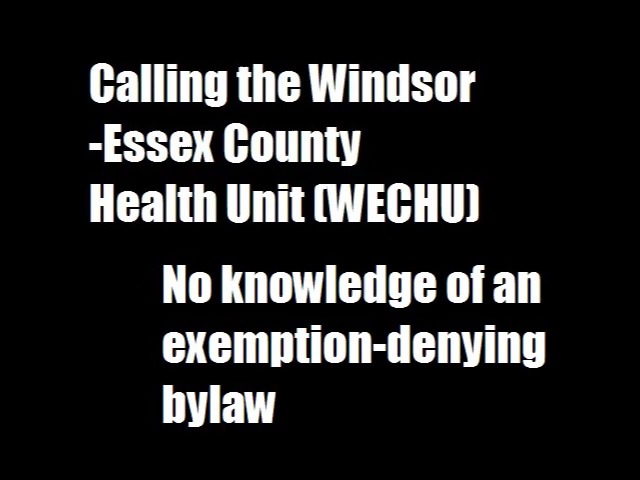 Calling the Windsor
-Essex County
Health Unit (WECHU)
No knowledge of an
exemption-denying
bylaw